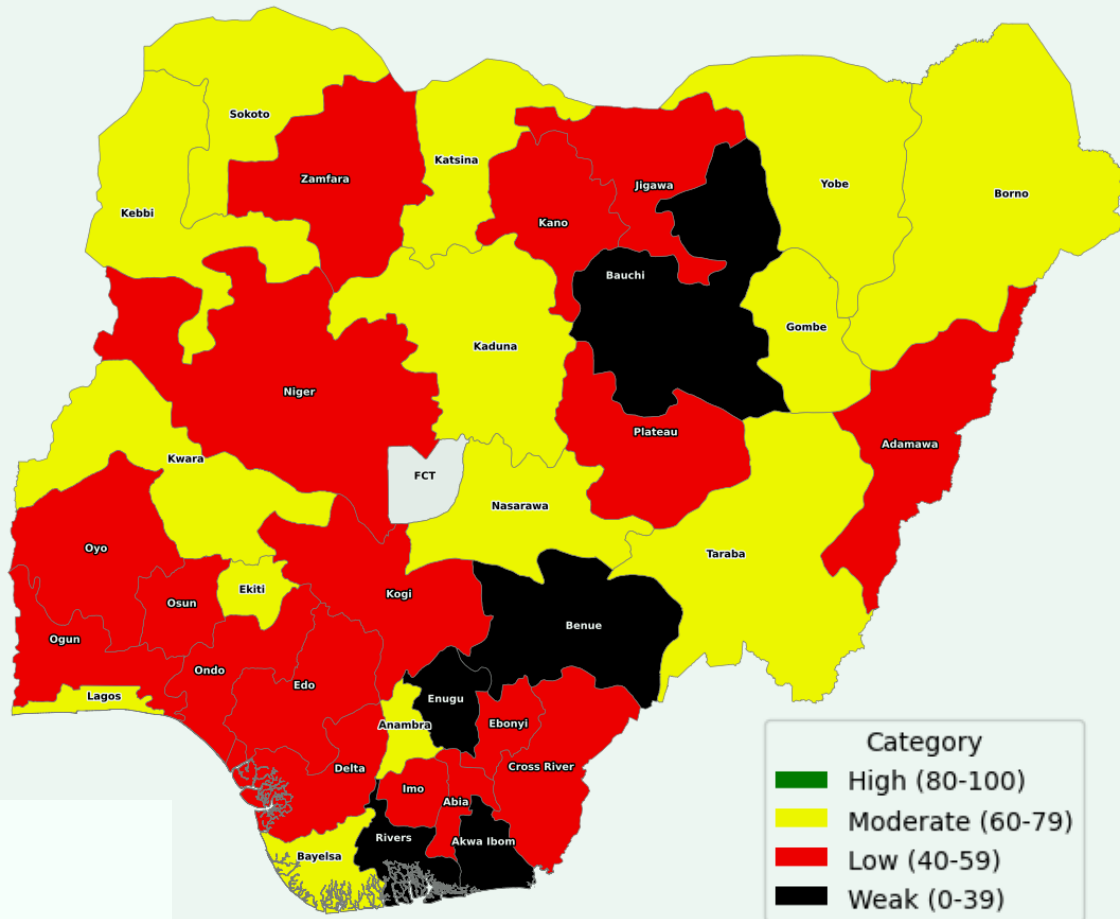 Sokoto
Katsina
Zamfara
Jigawa
Yobe
Borno
Kebbi
Kano
Bauchi
Gombe
Kaduna
Niger
Plateau
Adamawa
Kwara
FCT
Nasarawa
Oyo
Taraba
Ekiti
Kogi
Osun
Benue
Ogun
Ondo
Edo
Lagos
Enugu
Anambra
Ebonyi
Delta
Cross River
Imo
Abia
Rivers
Akwa Ibom
Bayelsa
Category
High (80-100)
Moderate (60-79)
Low (40-59)
Weak (0-39)